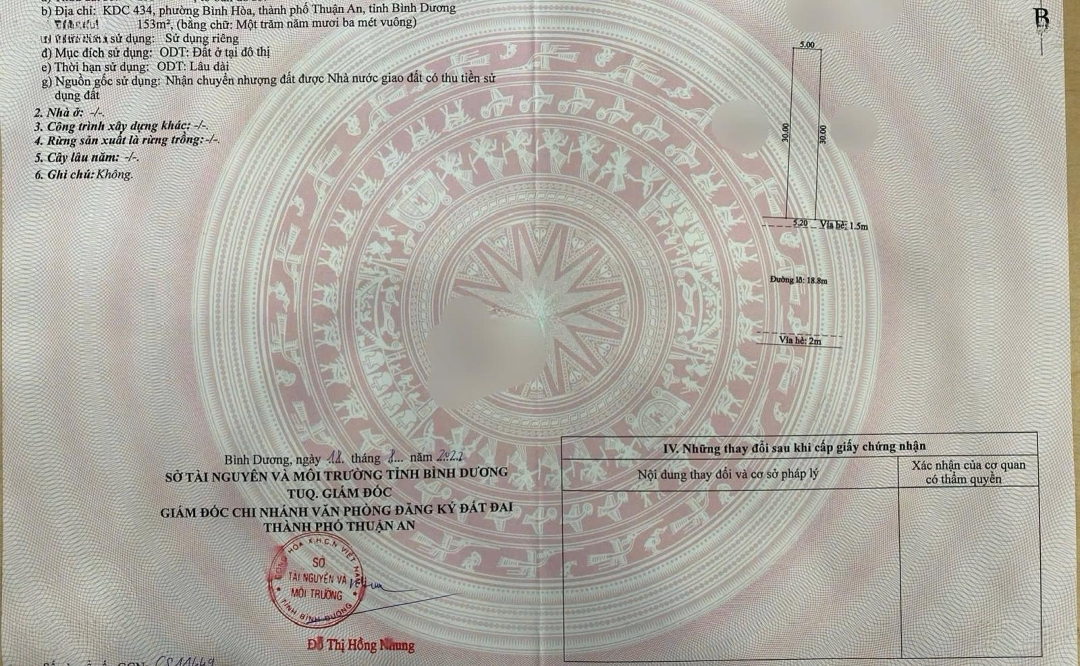 b) Địa chỉ: KDC 434, phường Bình Hòa, thành phố Thuận An, tỉnh Bình Dương
153m², (bằng chữ: Một trăm năm mươi ba mét vuông)
sử dụng: Sử dụng riêng
đ) Mục đích sử dụng: ODT: Đất ở tại đô thị
e) Thời hạn sử dụng: ODT: Lâu dài
g) Nguồn gốc sử dụng: Nhận chuyển nhượng đất được Nhà nước giao đất có thu tiền sử
dụng đất
2. Nhà ở: -/-.
3. Công trình xây dựng khác: -/-.
4. Rừng sản xuất là rừng trồng: -/-.
5. Cây lâu năm: -/-.
6. Ghi chú: Không.
B
5.00
30.00
30.00
5.20
Vỉa hè: 1.5m
Đường lô: 18.8m
Vỉa hè: 2m
Bình Dương, ngày tháng 8 năm
SỞ TÀI NGUYÊN VÀ MÔI TRƯỜNG TỈNH BÌNH DƯƠNG
TUQ. GIÁM ĐỐC
GIÁM ĐỐC CHI NHÁNH VĂN PHÒNG ĐĂNG KÝ ĐẤT ĐAI
THÀNH PHỐ THUẬN AN
SỞ
TÀI NGUYÊN VÀ
MÔI TRƯỜNG
TỈNH BÌNH DƯƠNG
Đỗ Thị Hồng Nhung
IV. Những thay đổi sau khi cấp giấy chứng nhận
Nội dung thay đổi và cơ sở pháp lý
Xác nhận của cơ quan
có thẩm quyền